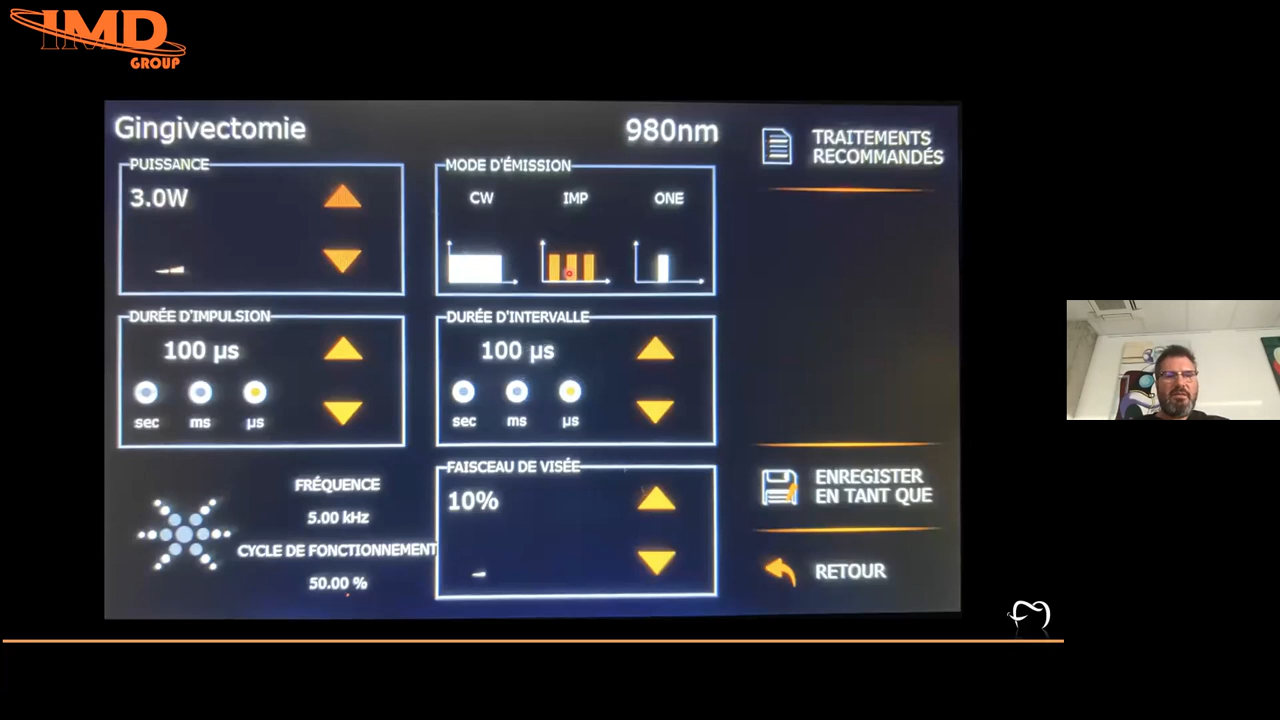 IMD
GROUP
Gingivectomie
980nm
PUISSANCE
3.0W
MODE D'ÉMISSION
CW
IMP
ONE
TRAITEMENTS
RECOMMANDÉS
DURÉE D'IMPULSION
100 µs
sec
ms
µs
DURÉE D'INTERVALLE
100 µs
sec
ms
µs
FRÉQUENCE
5.00 kHz
CYCLE DE FONCTIONNEMENT
50.00 %
FAISCEAU DE VISÉE
10%
ENREGISTER
EN TANT QUE
RETOUR